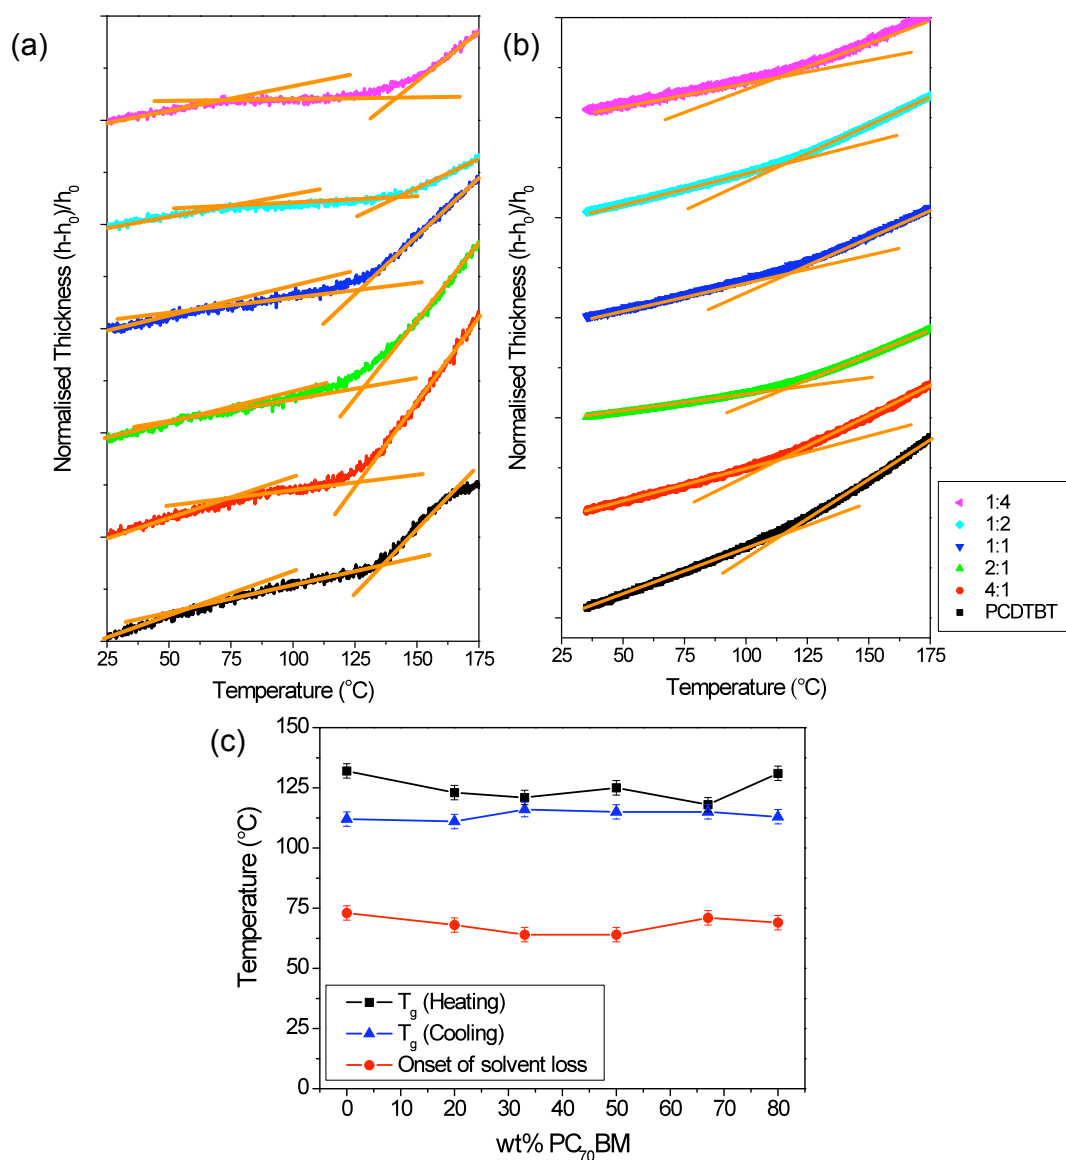 (a)
Normalised Thickness (h-h0)/h0
25 50 75 100 125 150 175
Temperature (°C)
(b)
Normalised Thickness (h-h0)/h0
25 50 75 100 125 150 175
Temperature (°C)
1:4
1:2
1:1
2:1
4:1
PCDTBT
(c)
Temperature (°C)
150
125
100
75
50
25
0
Tg (Heating)
Tg (Cooling)
Onset of solvent loss
0 10 20 30 40 50 60 70 80
wt% PC70BM